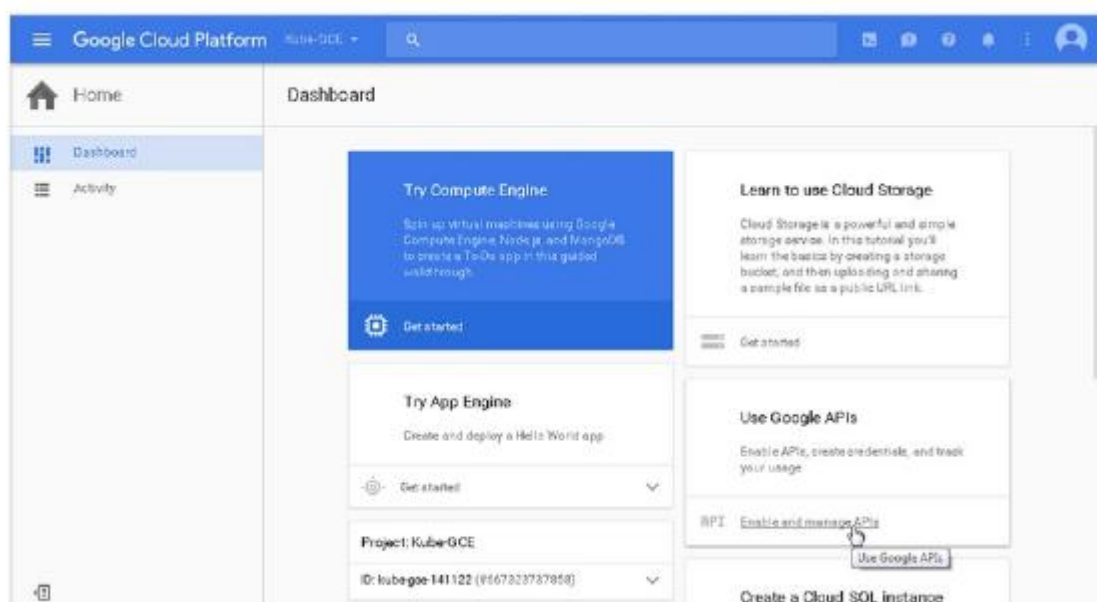 Google Cloud Platform Kube-GCE
Home
Dashboard
Dashboard
Activity
Try Compute Engine
Spin up virtual machines using Google
Compute Engine, Node.js, and MongoDB
to create a To-Do app in this guided
walkthrough.
Get started
Try App Engine
Create and deploy a Hello World app
Get started
Project: Kube-GCE
ID: kube-gce-141122 (#667323737858)
Learn to use Cloud Storage
Cloud Storage is a powerful and simple
storage service. In this tutorial you'll
learn the basics by creating a storage
bucket, and then uploading and sharing
a sample file as a public URL link.
Get started
Use Google APIs
Enable APIs, create credentials, and track
your usage
API Enable and manage APIs
Use Google APIs
Create a Cloud SQL instance